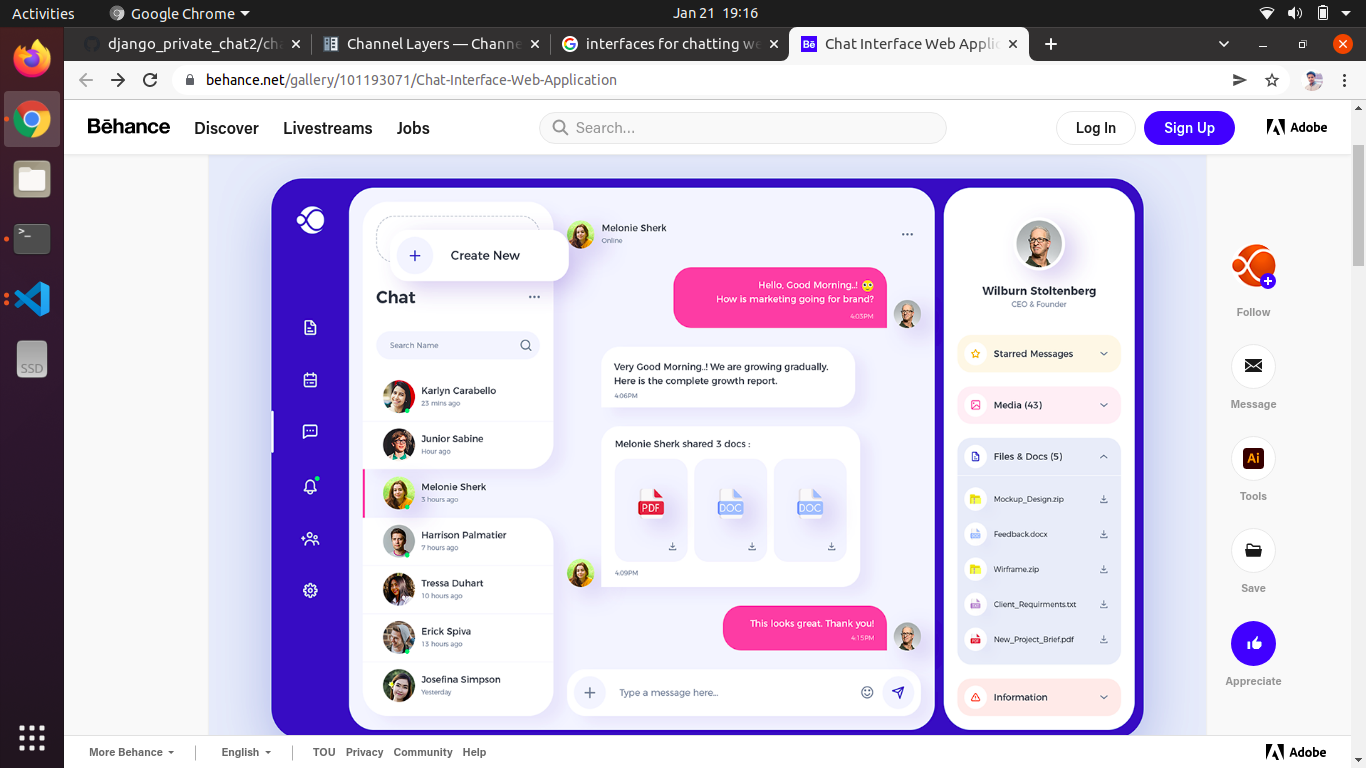 Activities
Google Chrome
Jan 21 19:16
django_private_chat2/cha
Channel Layers — Channe
interfaces for chatting we
Bē
Chat Interface Web Applic
behance.net/gallery/101193071/Chat-Interface-Web-Application
Bēhance
Discover
Livestreams
Jobs
Search...
Log In
Sign Up
Adobe
Create New
Chat
Search Name
Karlyn Carabello
23 mins ago
Junior Sabine
Hour ago
Melonie Sherk
3 hours ago
Harrison Palmatier
7 hours ago
Tressa Duhart
10 hours ago
Erick Spiva
13 hours ago
Josefina Simpson
Yesterday
Melonie Sherk
Online
Hello, Good Morning..!
How is marketing going for brand?
4:03PM
Very Good Morning..! We are growing gradually.
Here is the complete growth report.
4:06PM
Melonie Sherk shared 3 docs :
PDF
DOC
DOC
4:09PM
This looks great. Thank you!
4:15PM
Type a message here...
Wilburn Stoltenberg
CEO & Founder
Starred Messages
Media (43)
Files & Docs (5)
Mockup_Design.zip
Feedback.docx
Wirframe.zip
Client_Requirments.txt
PDF
New_Project_Brief.pdf
Information
Follow
Message
Ai
Tools
Save
Appreciate
SSD
More Behance
English
TOU
Privacy
Community
Help
Adobe